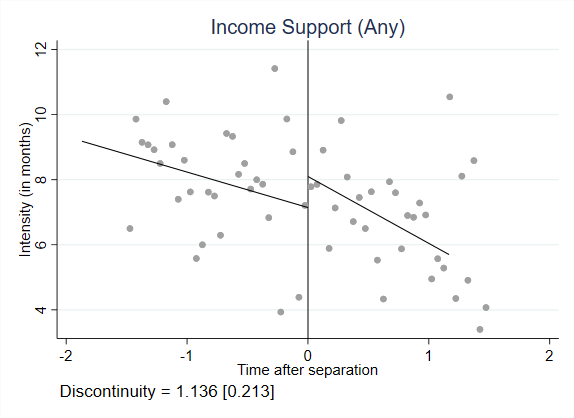 Income Support (Any)
Intensity (in months)
12
10
8
6
4
-2 -1 0 1 2
Time after separation
Discontinuity = 1.136 [0.213]